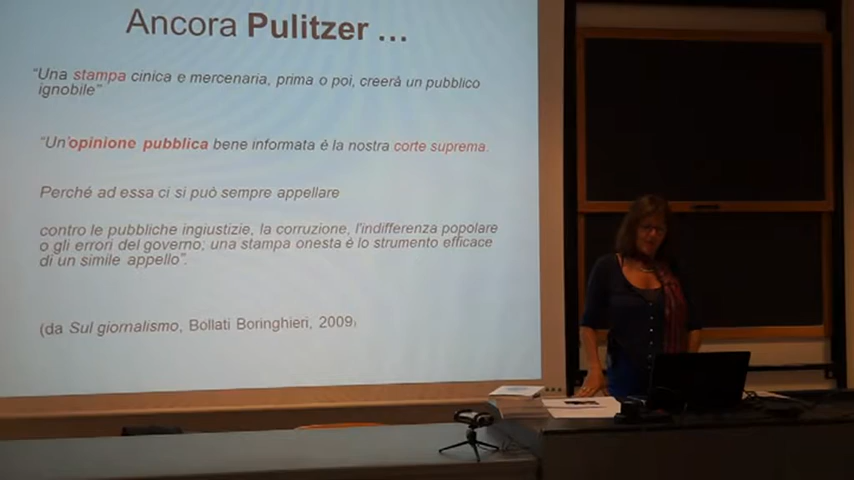 Ancora Pulitzer ...
"Una stampa cinica e mercenaria, prima o poi, creerà un pubblico
ignobile"
"Un'opinione pubblica bene informata è la nostra corte suprema.
Perché ad essa ci si può sempre appellare
contro le pubbliche ingiustizie, la corruzione, l'indifferenza popolare
o gli errori del governo; una stampa onesta è lo strumento efficace
di un simile appello".
(da Sul giornalismo, Bollati Boringhieri, 2009)